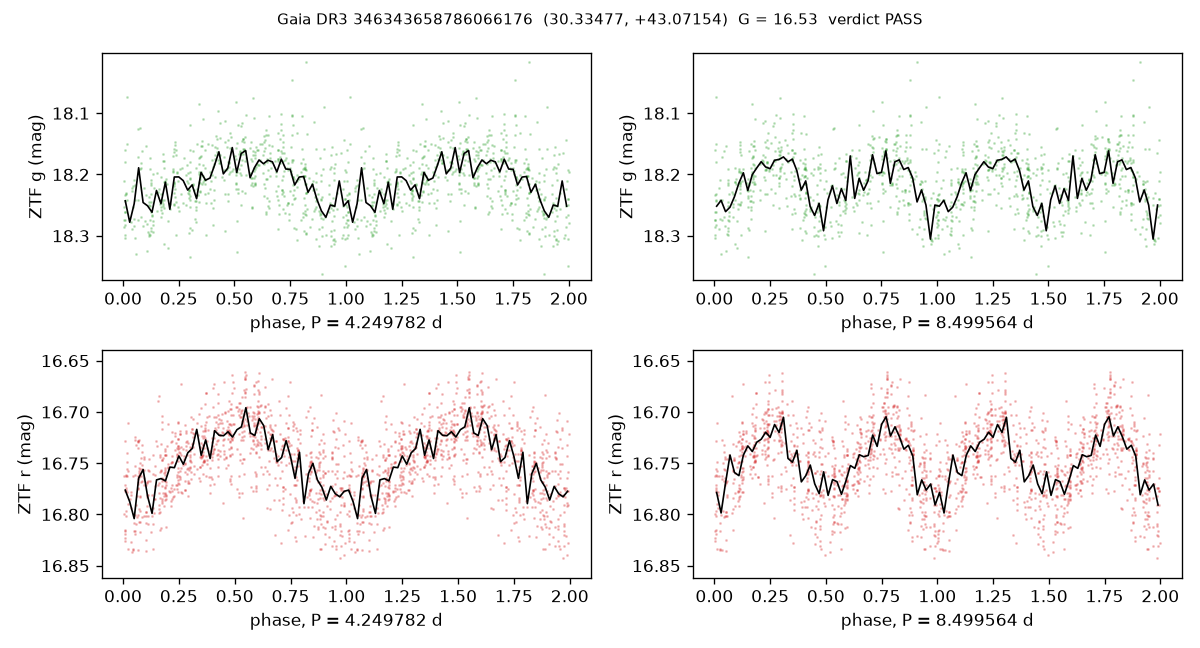 Gaia DR3 346343658786066176 (30.33477, +43.07154) G = 16.53 verdict PASS
ZTF g (mag)
18.1
18.2
18.3
0.00 0.25 0.50 0.75 1.00 1.25 1.50 1.75 2.00
phase, P = 4.249782 d
ZTF g (mag)
18.1
18.2
18.3
0.00 0.25 0.50 0.75 1.00 1.25 1.50 1.75 2.00
phase, P = 8.499564 d
ZTF r (mag)
16.65
16.70
16.75
16.80
16.85
0.00 0.25 0.50 0.75 1.00 1.25 1.50 1.75 2.00
phase, P = 4.249782 d
ZTF r (mag)
16.65
16.70
16.75
16.80
16.85
0.00 0.25 0.50 0.75 1.00 1.25 1.50 1.75 2.00
phase, P = 8.499564 d